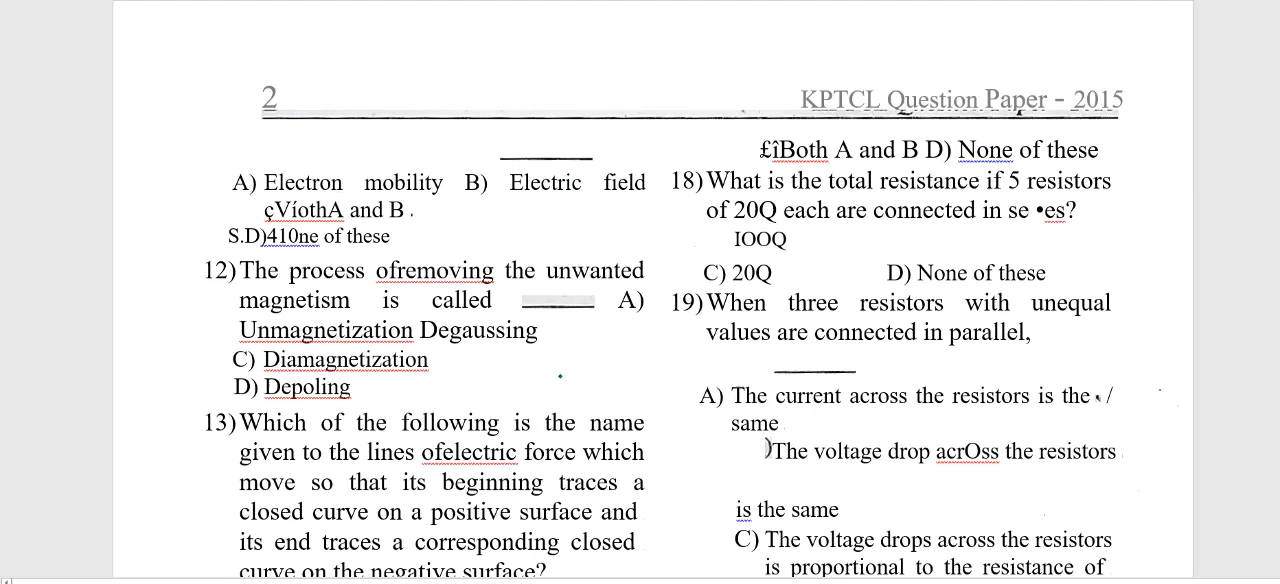 2
KPTCL Question Paper - 2015
A) Electron mobility B) Electric field
çVíothA and B .
S.D)410ne of these
12) The process ofremoving the unwanted
magnetism is called A)
Unmagnetization Degaussing
C) Diamagnetization
D) Depoling
13) Which of the following is the name
given to the lines ofelectric force which
move so that its beginning traces a
closed curve on a positive surface and
its end traces a corresponding closed
curve on the negative surface?
£îBoth A and B D) None of these
18) What is the total resistance if 5 resistors
of 20Q each are connected in se •es?
IOOQ
C) 20Q D) None of these
19) When three resistors with unequal
values are connected in parallel,
A) The current across the resistors is the /
same
)The voltage drop acrOss the resistors
is the same
C) The voltage drops across the resistors
is proportional to the resistance of